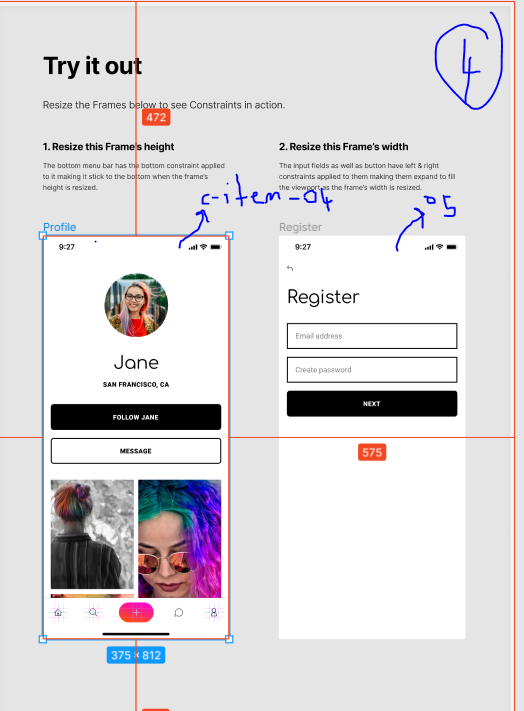 Try it out
4
Resize the Frames below to see Constraints in action.
472
1. Resize this Frame's height
The bottom menu bar has the bottom constraint applied
to to make it stick to the bottom when the frame's
height is resized.
2. Resize this Frame's width
The input fields as well as button have left & right
constraints applied to them making them expand to fill
the viewport as the frame's width is resized.
c-item-04
05
Profile
9:27
Jane
SAN FRANCISCO, CA
FOLLOW JANE
MESSAGE
375 × 812
Register
9:27
Register
Email address
Create password
NEXT
575